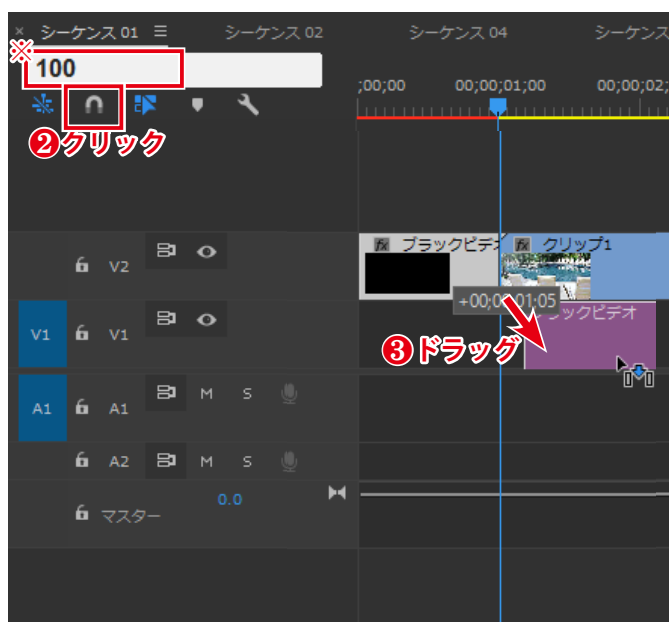 × シーケンス 01 ≡ シーケンス 02 シーケンス 04 シーケンス
※
100
;00;00 00;00;01;00 00;00;02;
❷クリック
fx ブラックビデオ fx クリップ1
V2
+00;00;01;05
ブラックビデオ
V1 V1
❸ドラッグ
A1 A1 M S
A2 M S
マスター 0.0